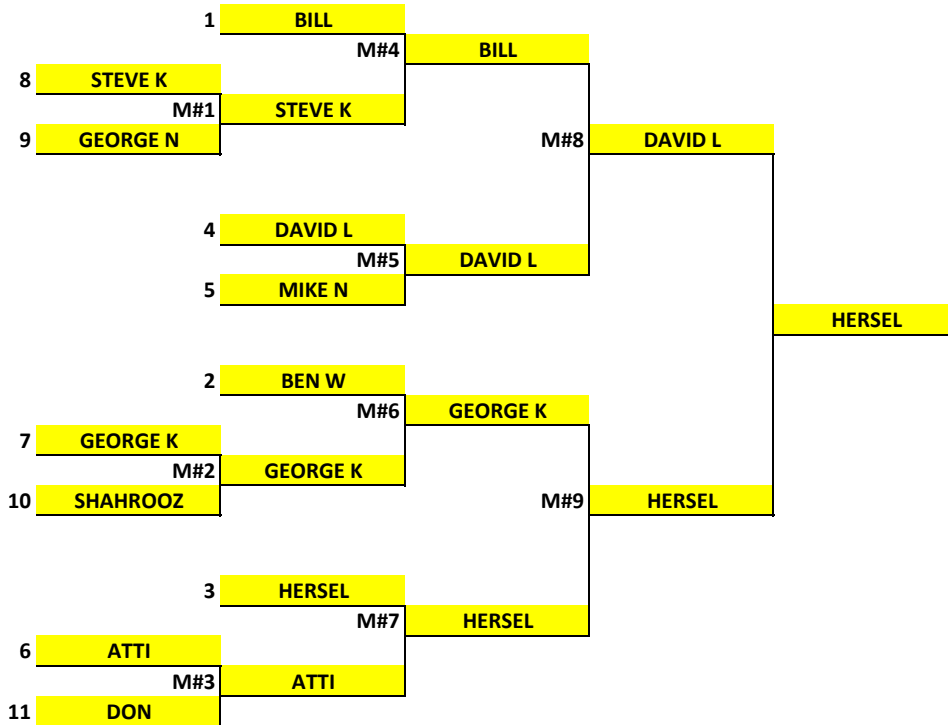 1 BILL
M#4 BILL
8 STEVE K
M#1 STEVE K
9 GEORGE N M#8 DAVID L
4 DAVID L
M#5 DAVID L
5 MIKE N
HERSEL
2 BEN W
M#6 GEORGE K
7 GEORGE K
M#2 GEORGE K
10 SHAHROOZ M#9 HERSEL
3 HERSEL
M#7 HERSEL
6 ATTI
M#3 ATTI
11 DON